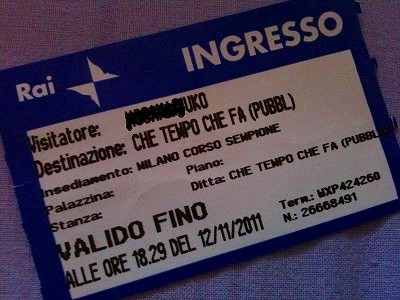 Rai INGRESSO
Visitatore: UKO
Destinazione: CHE TEMPO CHE FA (PUBBL)
Insediamento: MILANO CORSO SEMPIONE
Palazzina: Piano:
Stanza: Ditta: CHE TEMPO CHE FA (PUBBL
VALIDO FINO Term.: WXP424260
ALLE ORE 18.29 DEL 12/11/2011 N.: 26668491